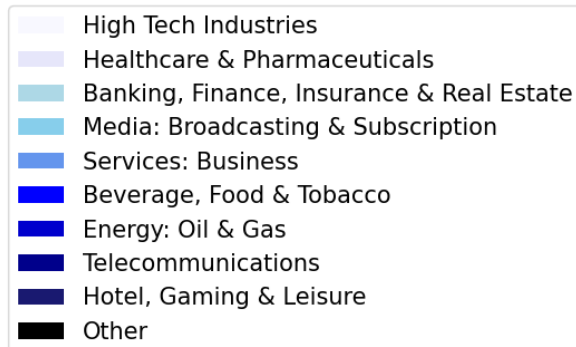 High Tech Industries
Healthcare & Pharmaceuticals
Banking, Finance, Insurance & Real Estate
Media: Broadcasting & Subscription
Services: Business
Beverage, Food & Tobacco
Energy: Oil & Gas
Telecommunications
Hotel, Gaming & Leisure
Other